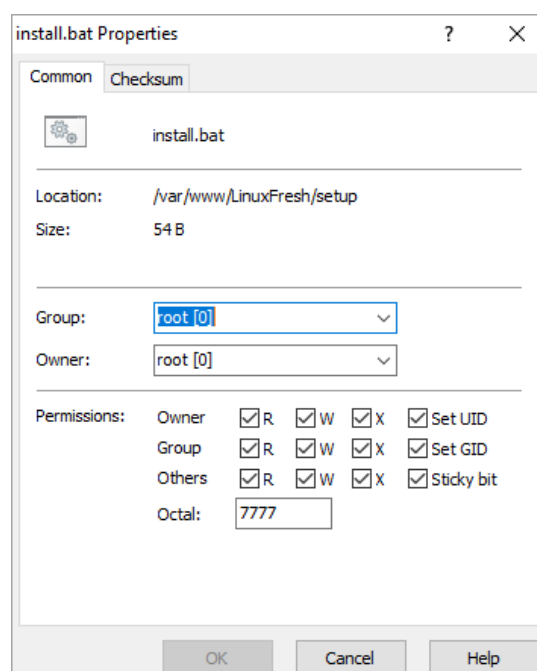 install.bat Properties ? X
Common Checksum
install.bat
Location: /var/www/LinuxFresh/setup
Size: 54 B
Group: root [0]
Owner: root [0]
Permissions: Owner R W X Set UID
Group R W X Set GID
Others R W X Sticky bit
Octal: 7777
OK Cancel Help